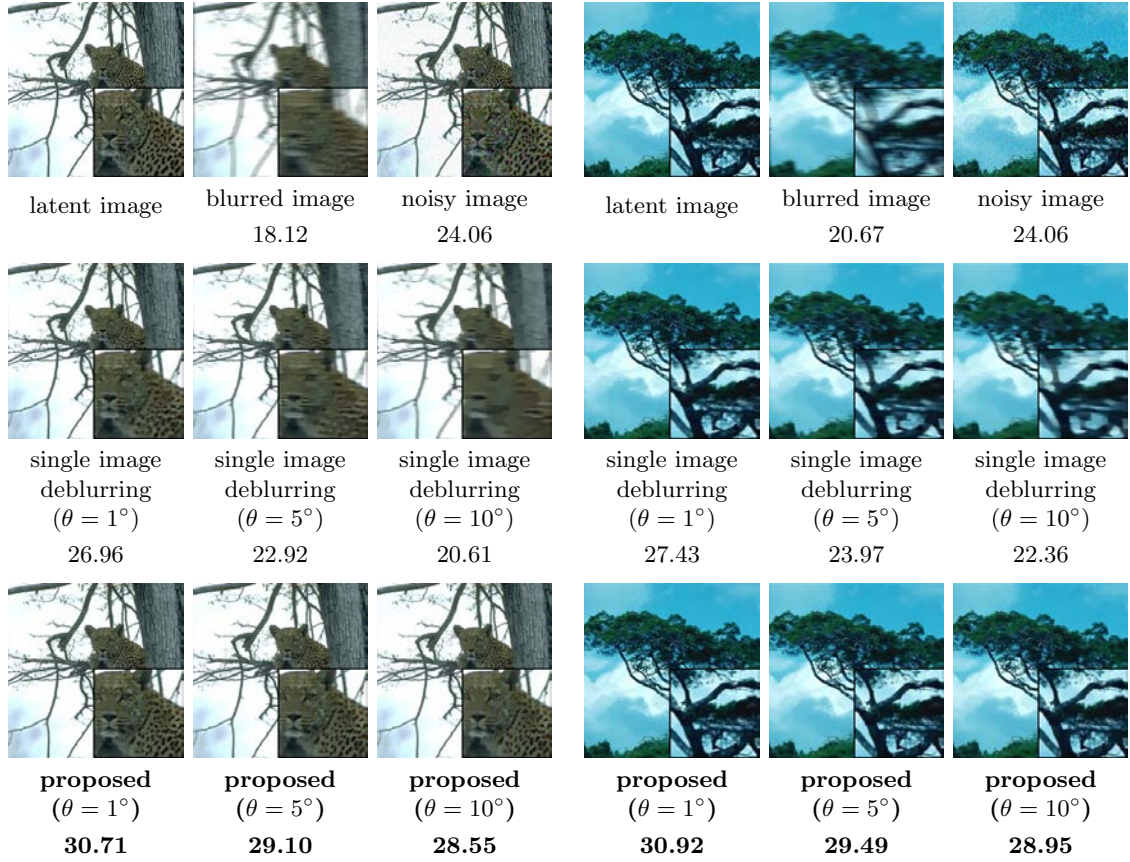 latent image blurred image noisy image latent image blurred image noisy image
18.12 24.06 20.67 24.06
single image single image single image single image single image single image
deblurring deblurring deblurring deblurring deblurring deblurring
(θ = 1°) (θ = 5°) (θ = 10°) (θ = 1°) (θ = 5°) (θ = 10°)
26.96 22.92 20.61 27.43 23.97 22.36
proposed proposed proposed proposed proposed proposed
(θ = 1°) (θ = 5°) (θ = 10°) (θ = 1°) (θ = 5°) (θ = 10°)
30.71 29.10 28.55 30.92 29.49 28.95